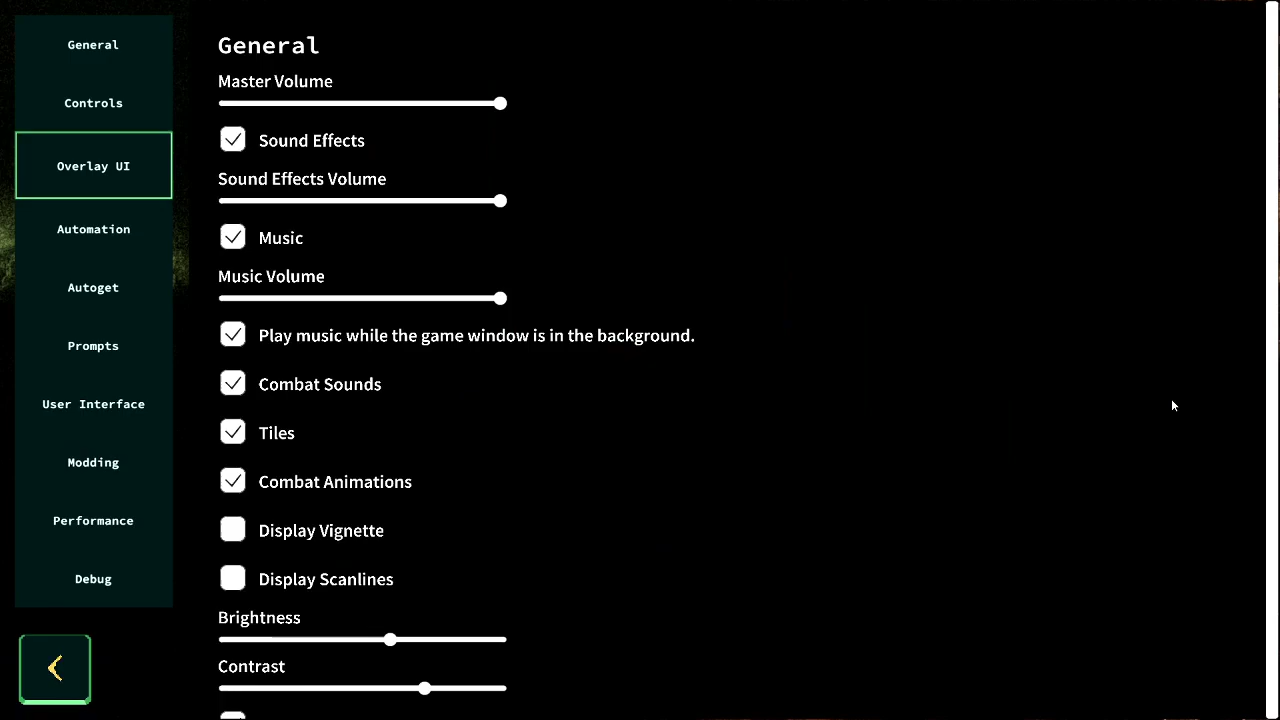 General
Controls
Overlay UI
Automation
Autoget
Prompts
User Interface
Modding
Performance
Debug
General
Master Volume
Sound Effects
Sound Effects Volume
Music
Music Volume
Play music while the game window is in the background.
Combat Sounds
Tiles
Combat Animations
Display Vignette
Display Scanlines
Brightness
Contrast